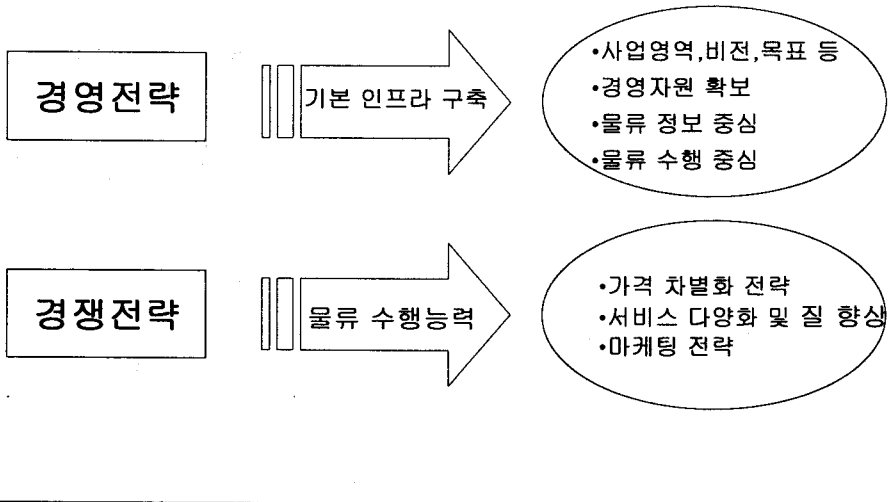 경영전략
기본 인프라 구축
•사업영역,비전,목표 등
•경영자원 확보
•물류 정보 중심
•물류 수행 중심
경쟁전략
물류 수행능력
•가격 차별화 전략
•서비스 다양화 및 질 향상
•마케팅 전략